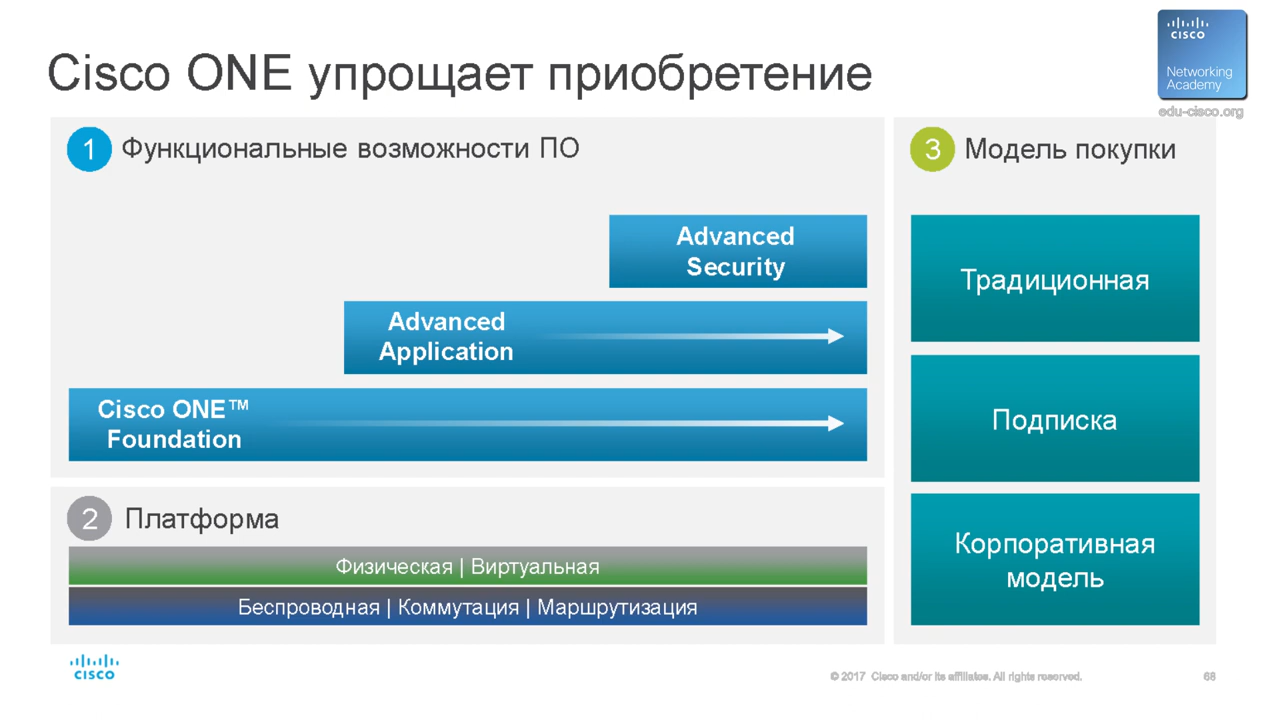 Cisco ONE упрощает приобретение
CISCO
Networking
Academy
edu-cisco.org
1 Функциональные возможности ПО
Advanced
Security
Advanced
Application
Cisco ONE™
Foundation
2 Платформа
Физическая | Виртуальная
Беспроводная | Коммутация | Маршрутизация
3 Модель покупки
Традиционная
Подписка
Корпоративная
модель
CISCO
© 2017 Cisco and/or its affiliates. All rights reserved. 68